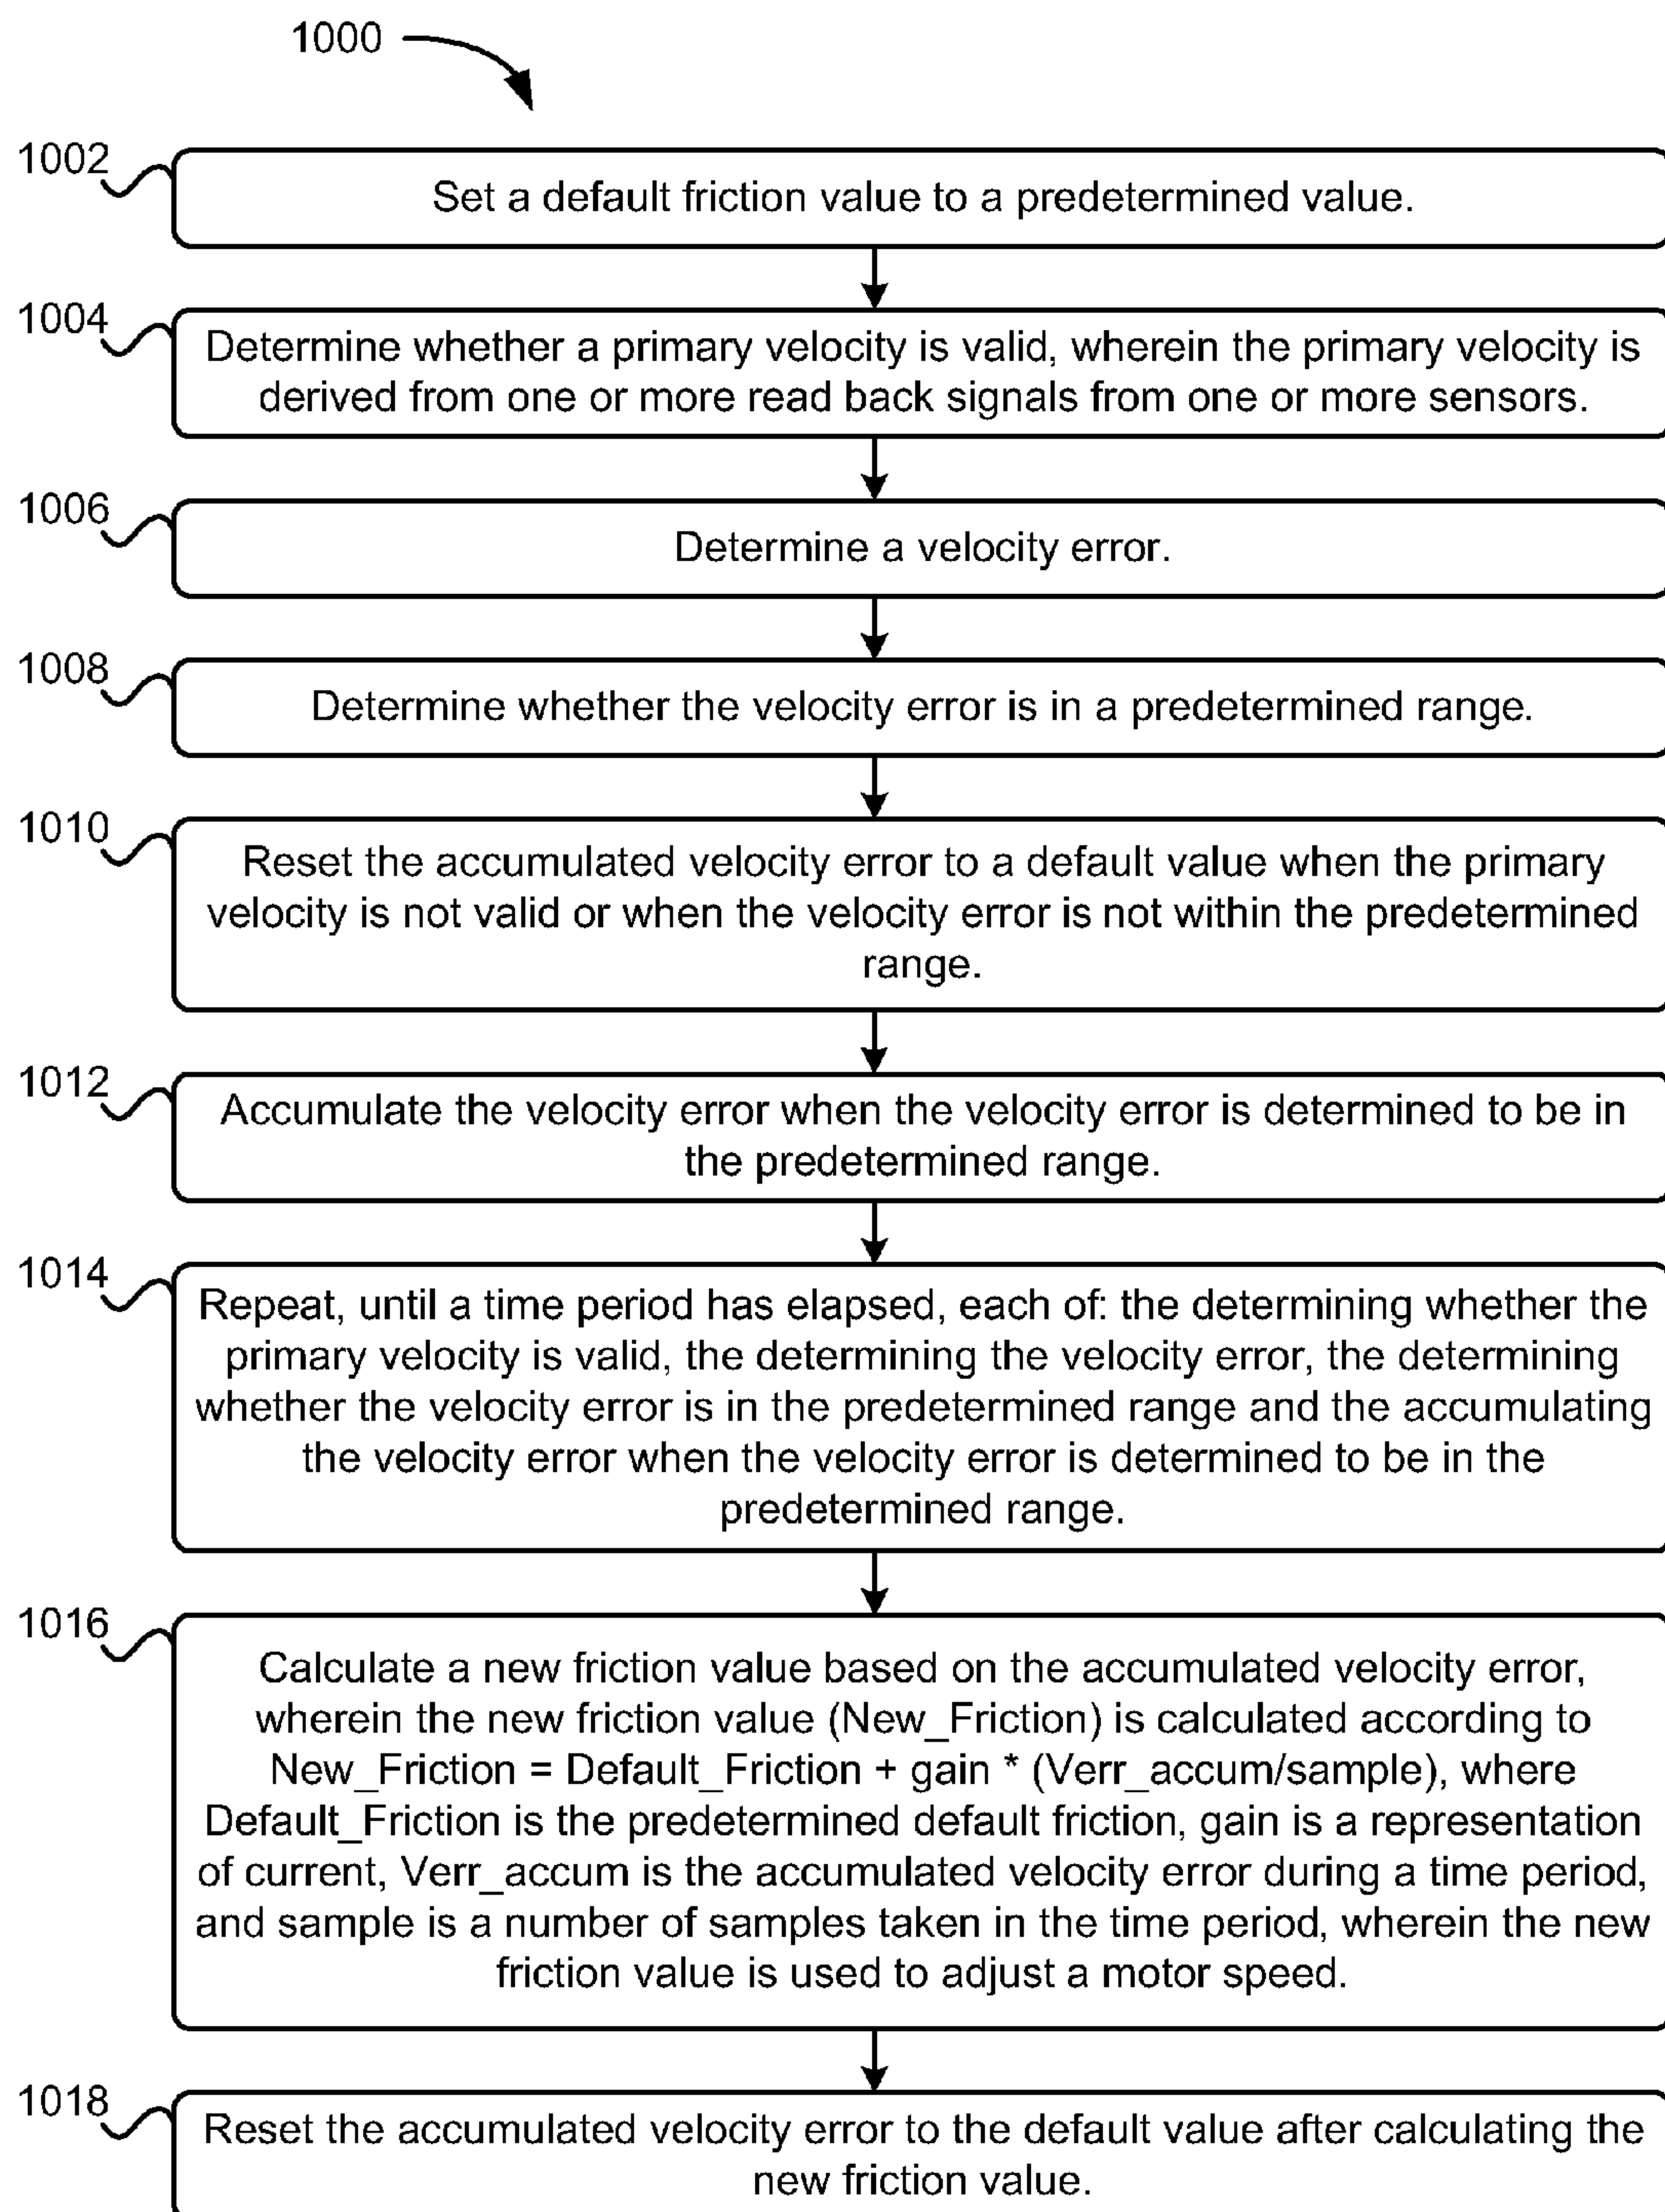 1000
1002
Set a default friction value to a predetermined value.
1004
Determine whether a primary velocity is valid, wherein the primary velocity is
derived from one or more read back signals from one or more sensors.
1006
Determine a velocity error.
1008
Determine whether the velocity error is in a predetermined range.
1010
Reset the accumulated velocity error to a default value when the primary
velocity is not valid or when the velocity error is not within the predetermined
range.
1012
Accumulate the velocity error when the velocity error is determined to be in
the predetermined range.
1014
Repeat, until a time period has elapsed, each of: the determining whether the
primary velocity is valid, the determining the velocity error, the determining
whether the velocity error is in the predetermined range and the accumulating
the velocity error when the velocity error is determined to be in the
predetermined range.
1016
Calculate a new friction value based on the accumulated velocity error,
wherein the new friction value (New_Friction) is calculated according to
New_Friction = Default_Friction + gain * (Verr_accum/sample), where
Default_Friction is the predetermined default friction, gain is a representation
of current, Verr_accum is the accumulated velocity error during a time period,
and sample is a number of samples taken in the time period, wherein the new
friction value is used to adjust a motor speed.
1018
Reset the accumulated velocity error to the default value after calculating the
new friction value.